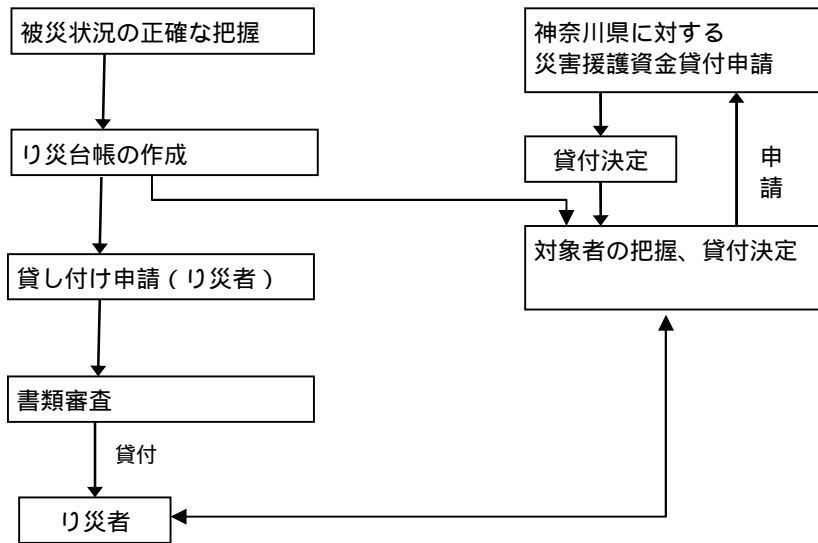 被災状況の正確な把握
り災台帳の作成
貸し付け申請(り災者)
書類審査
貸付
り災者
神奈川県に対する
災害援護資金貸付申請
貸付決定
申請
対象者の把握、貸付決定